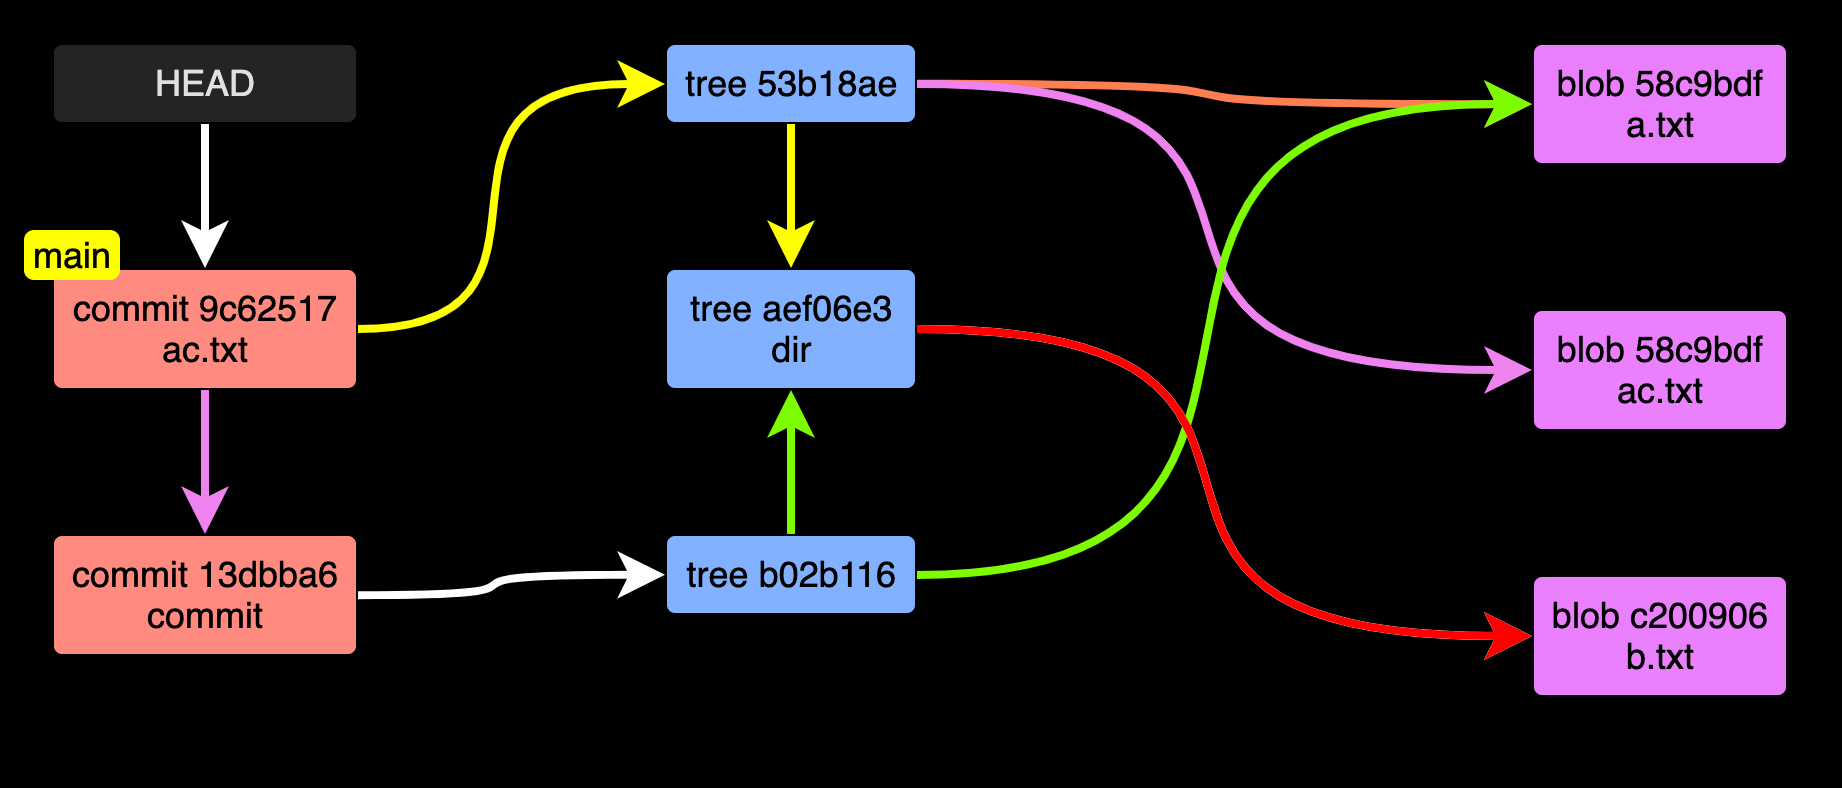 HEAD
main
commit 9c62517
ac.txt
commit 13dbba6
commit
tree 53b18ae
tree aef06e3
dir
tree b02b116
blob 58c9bdf
a.txt
blob 58c9bdf
ac.txt
blob c200906
b.txt